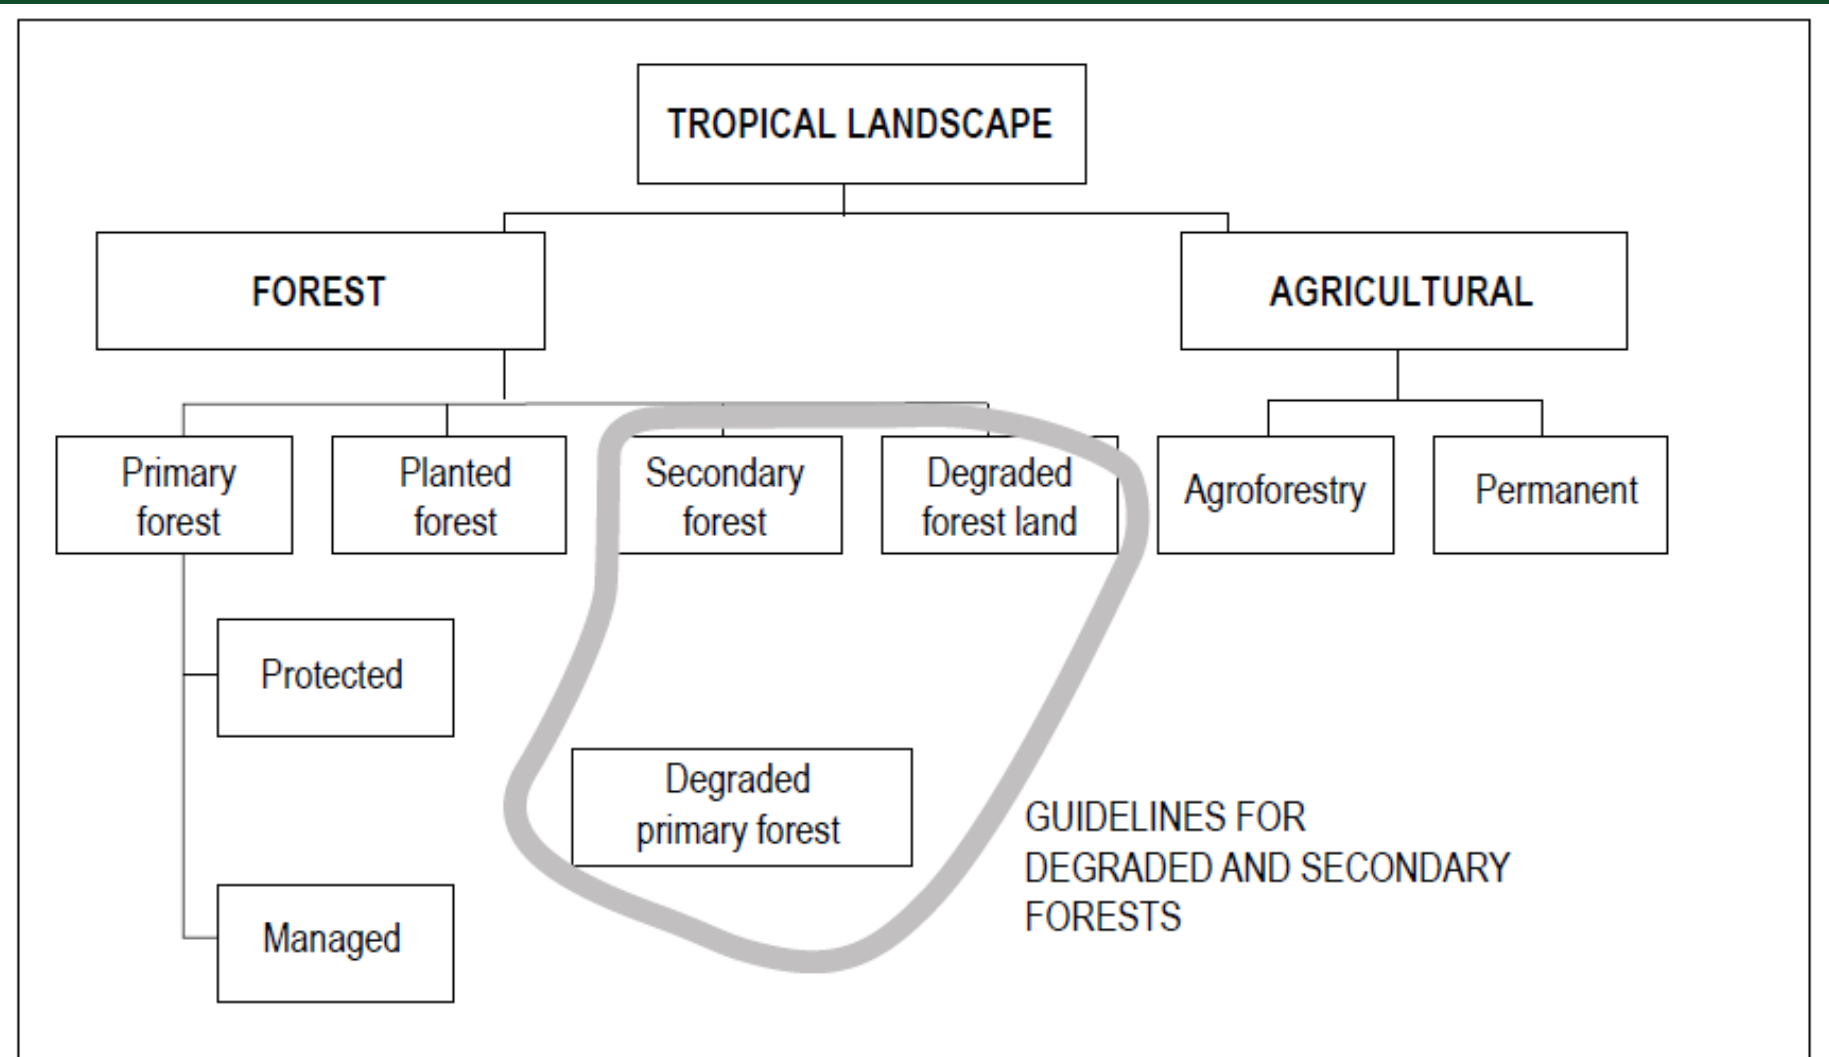 TROPICAL LANDSCAPE
FOREST
AGRICULTURAL
Primary
forest
Planted
forest
Secondary
forest
Degraded
forest land
Agroforestry
Permanent
Protected
Degraded
primary forest
GUIDELINES FOR
DEGRADED AND SECONDARY
FORESTS
Managed